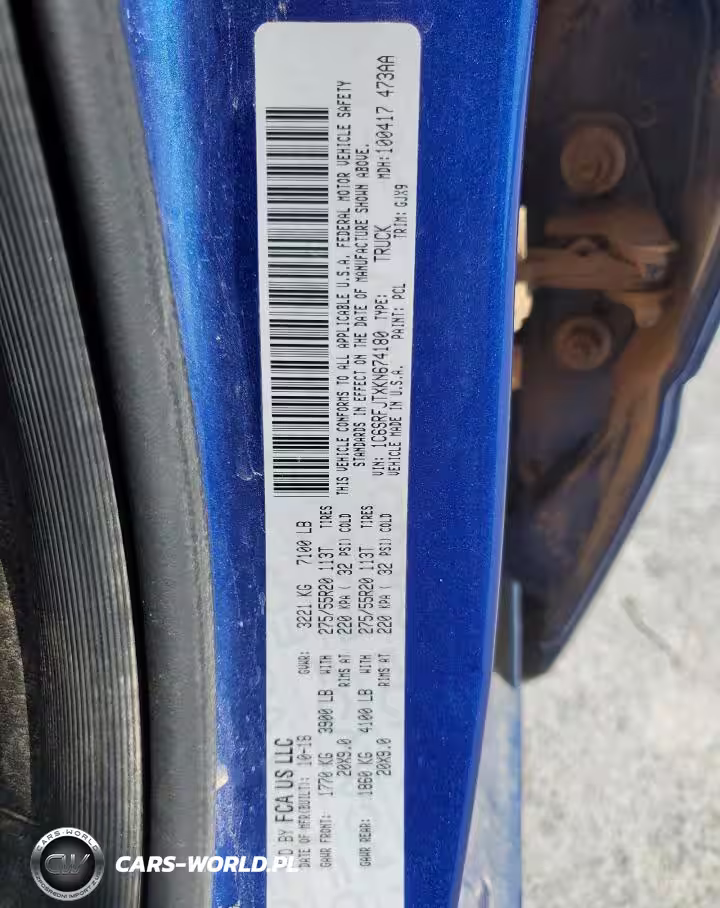 D BY FCA US LLC
DATE OF MFR(BUILT): 10-18 GVWR: 3221 KG 7100 LB
GAWR FRONT: 1770 KG 3900 LB WITH 275/55R20 113T TIRES
20X9.0 RIMS AT 220 KPA ( 32 PSI) COLD
GAWR REAR: 1860 KG 4100 LB WITH 275/55R20 113T TIRES
20X9.0 RIMS AT 220 KPA ( 32 PSI) COLD
THIS VEHICLE CONFORMS TO ALL APPLICABLE U.S.A. FEDERAL MOTOR VEHICLE SAFETY
STANDARDS IN EFFECT ON THE DATE OF MANUFACTURE SHOWN ABOVE.
VIN: 1C6SRFJTXKN674180 TYPE: TRUCK MDH:100417 473AA
VEHICLE MADE IN U.S.A. PAINT: PCL TRIM: GJX9
CARS-WORLD
CW
CARS-WORLD.PL